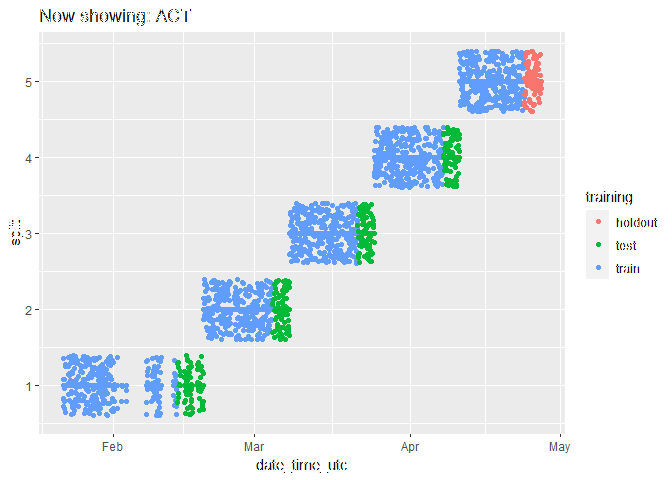 Now showing: ACT
5
4
3
2
1
split
Feb
Mar
Apr
May
date_time_utc
training
holdout
test
train